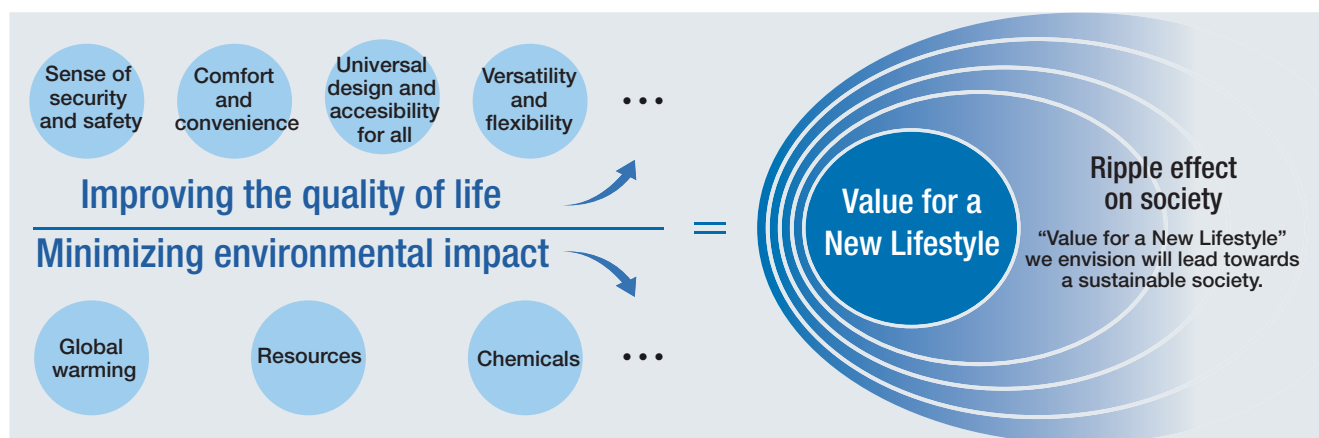 Sense of
security
and safety
Comfort
and
convenience
Universal
design and
accesibility
for all
Versatility
and
flexibility
•••
Improving the quality of life
Minimizing environmental impact
Global
warming
Resources
Chemicals
•••
=
Value for a
New Lifestyle
Ripple effect
on society
“Value for a New Lifestyle”
we envision will lead towards
a sustainable society.